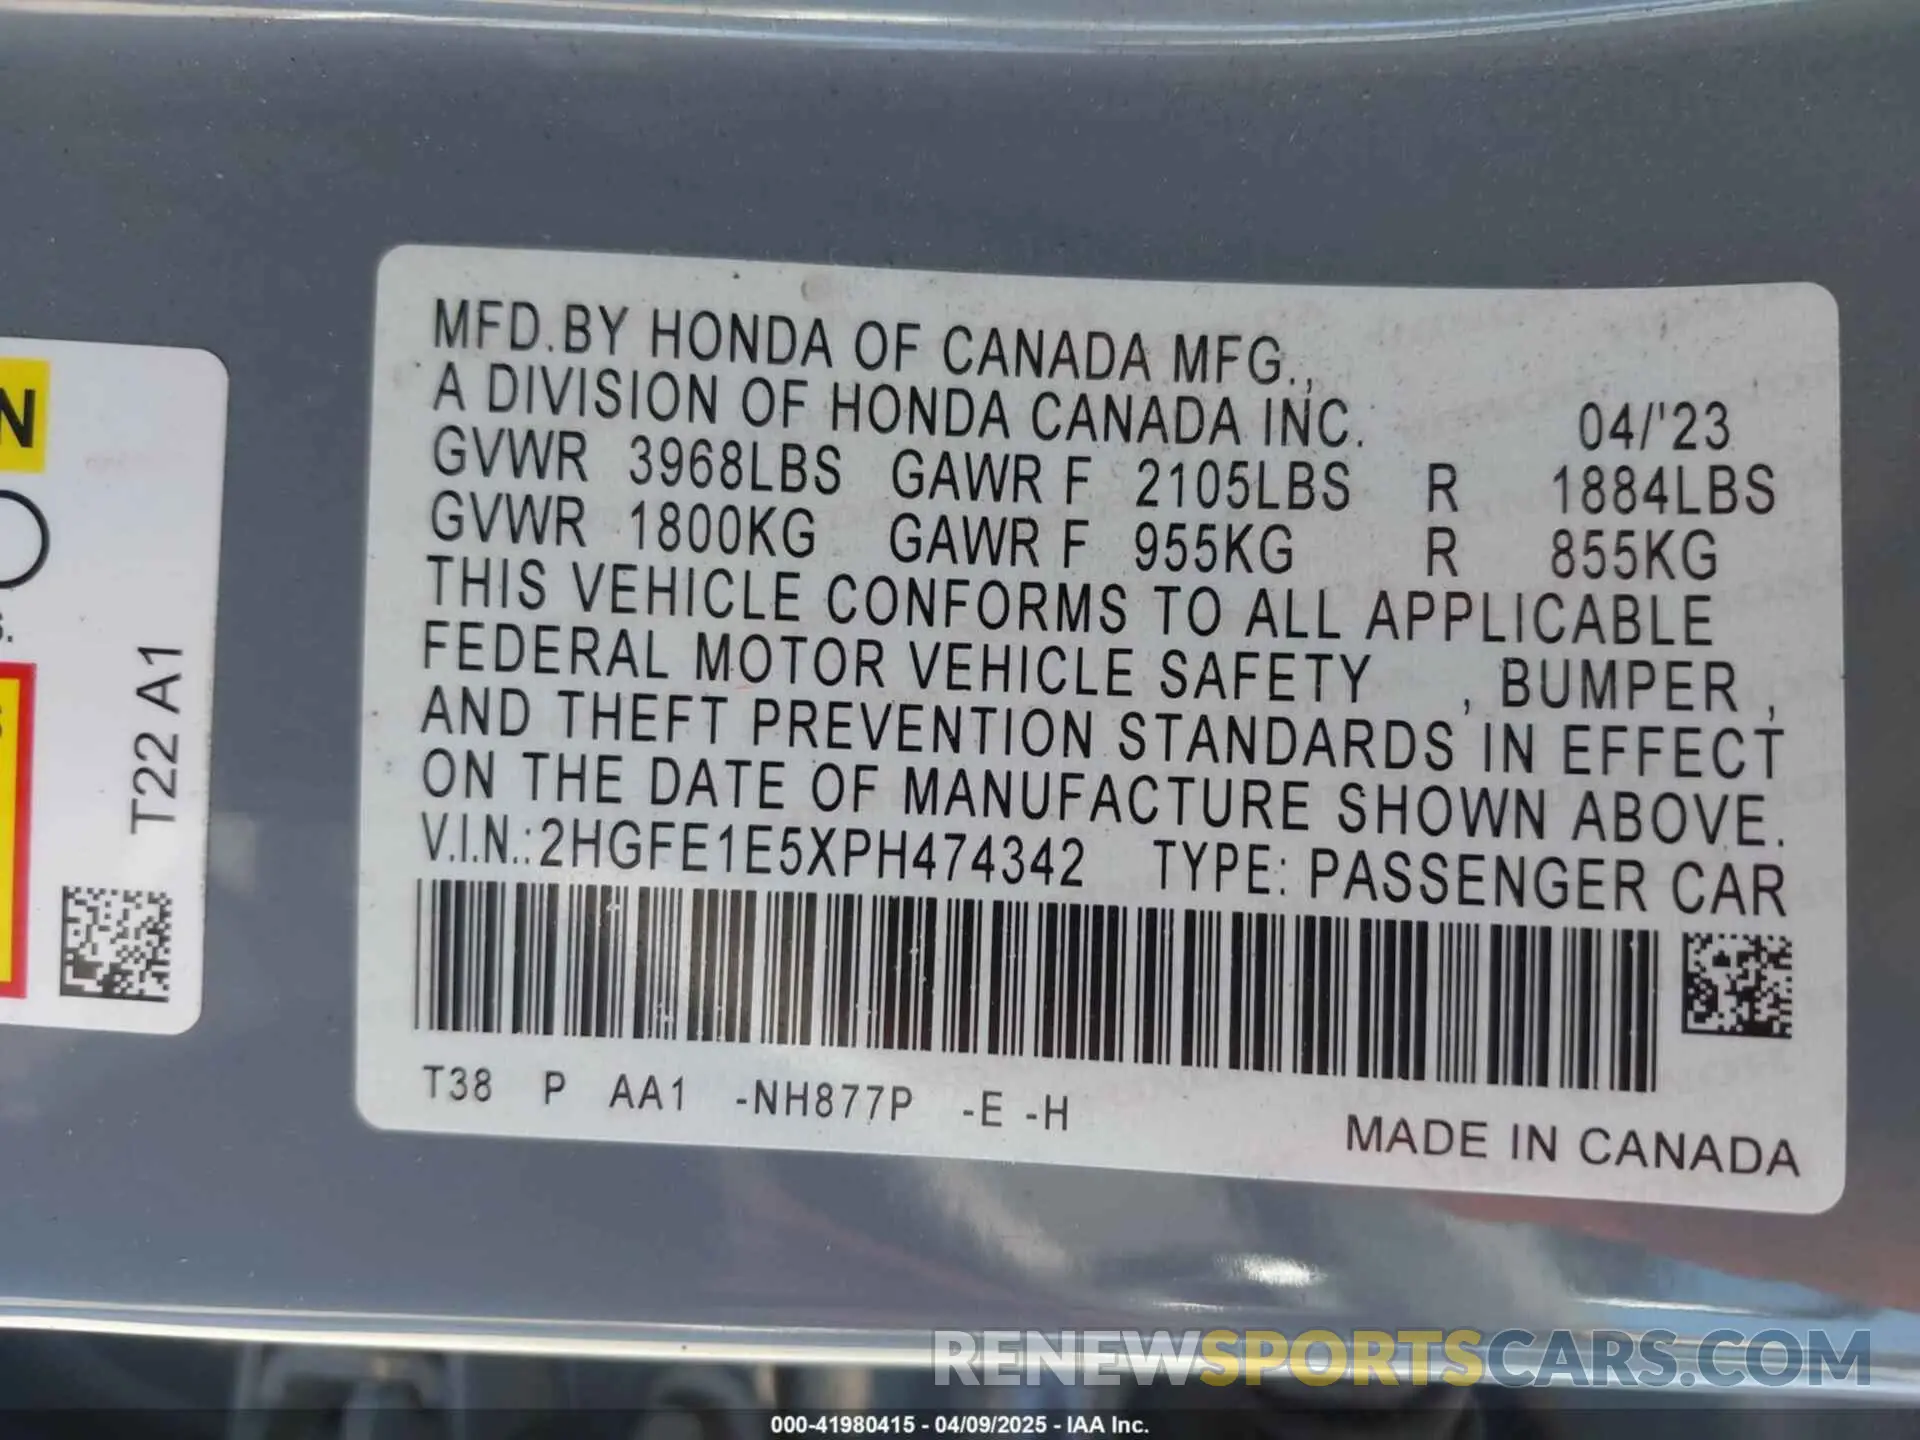 MFD.BY HONDA OF CANADA MFG.,
A DIVISION OF HONDA CANADA INC. 04/'23
GVWR 3968LBS GAWR F 2105LBS R 1884LBS
GVWR 1800KG GAWR F 955KG R 855KG
THIS VEHICLE CONFORMS TO ALL APPLICABLE
FEDERAL MOTOR VEHICLE SAFETY , BUMPER ,
AND THEFT PREVENTION STANDARDS IN EFFECT
ON THE DATE OF MANUFACTURE SHOWN ABOVE.
V.I.N.:2HGFE1E5XPH474342 TYPE: PASSENGER CAR
T38 P AA1 -NH877P -E -H
MADE IN CANADA
T22 A1
RENEWSPORTSCARS.COM
000-41980415 - 04/09/2025 - IAA Inc.